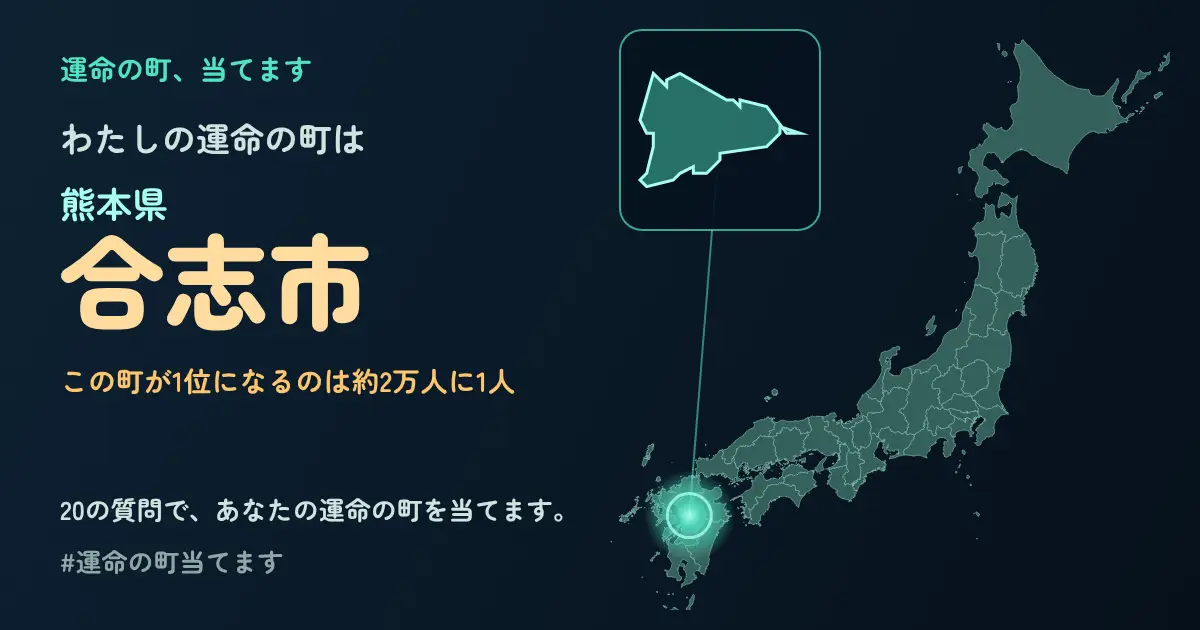 運命の町、当てます
わたしの運命の町は
熊本県
合志市
この町が1位になるのは約2万人に1人
20の質問で、あなたの運命の町を当てます。
#運命の町当てます